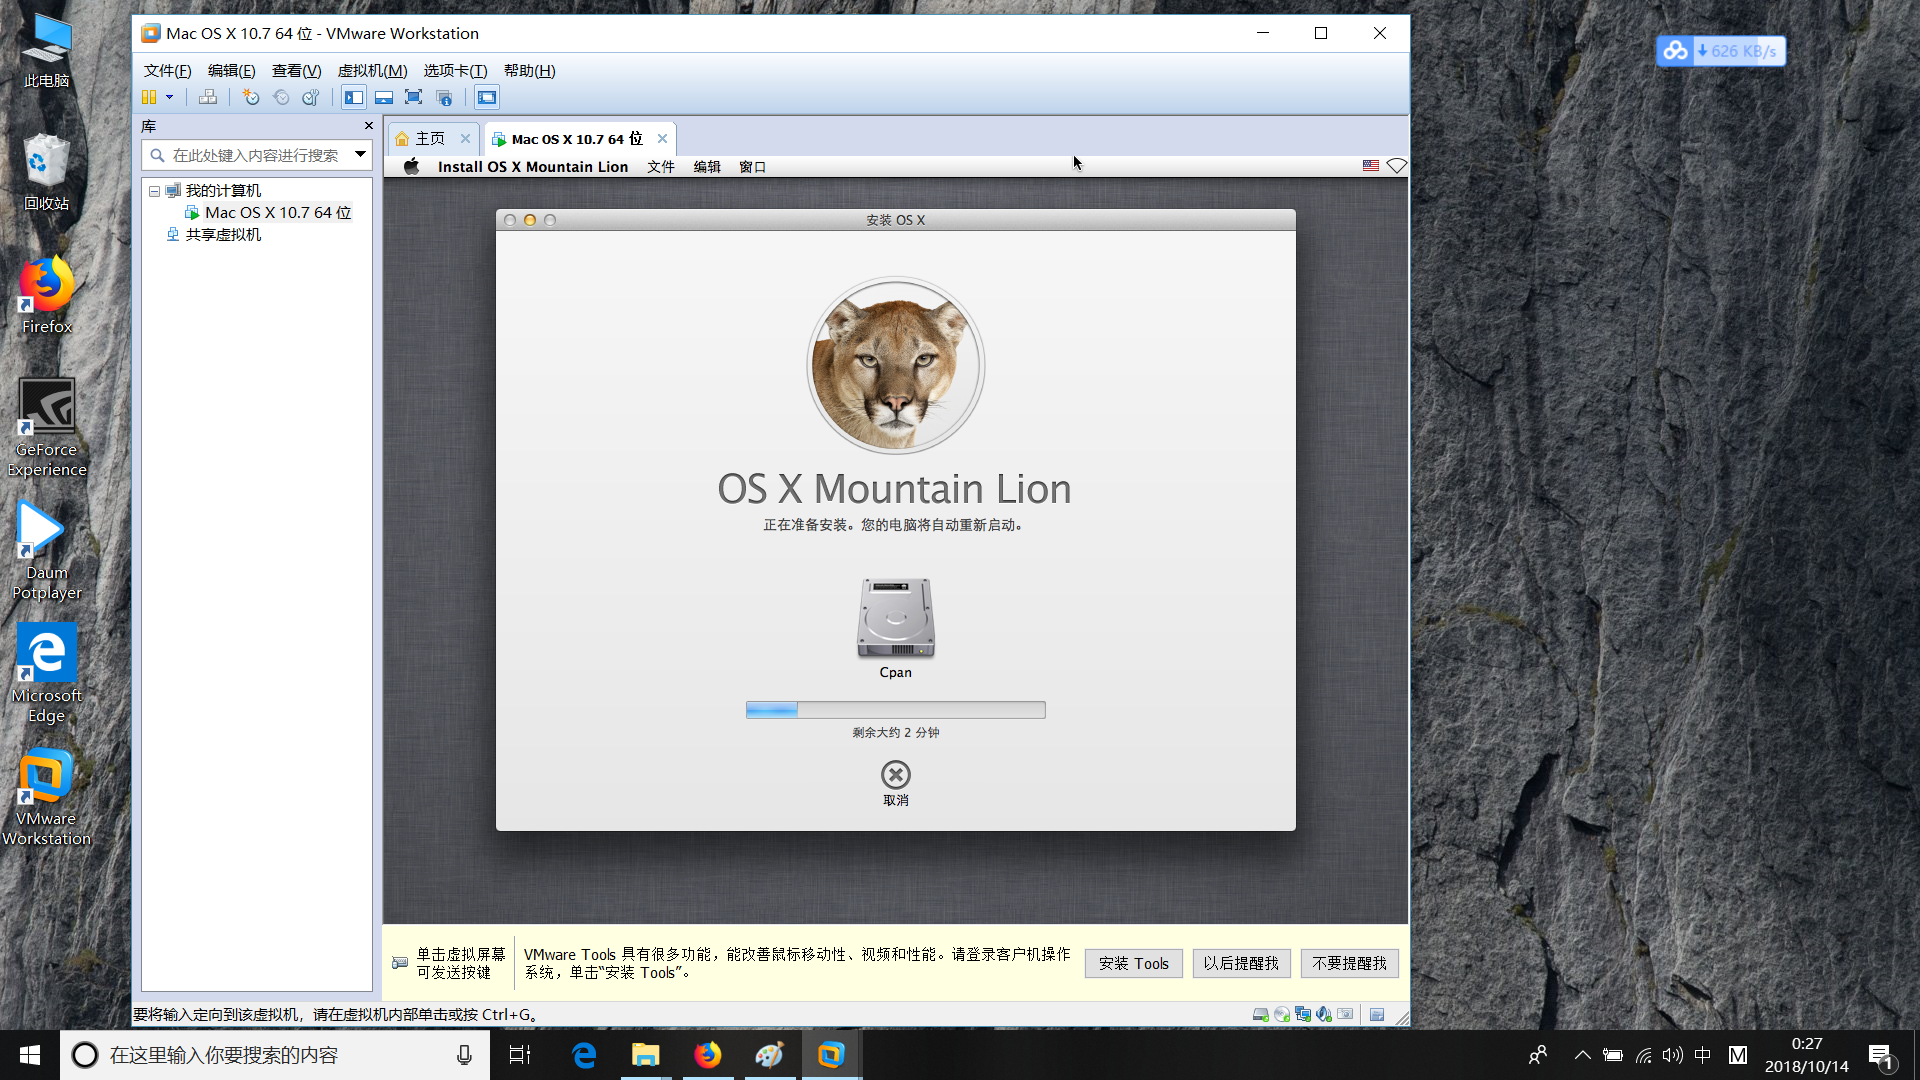 此电脑
回收站
Firefox
GeForce
Experience
Daum
Potplayer
Microsoft
Edge
VMware
Workstation
Mac OS X 10.7 64 位 - VMware Workstation
文件(F) 编辑(E) 查看(V) 虚拟机(M) 选项卡(T) 帮助(H)
库
在此处键入内容进行搜索
我的计算机
Mac OS X 10.7 64 位
共享虚拟机
主页
Mac OS X 10.7 64 位
Install OS X Mountain Lion 文件 编辑 窗口
安装 OS X
OS X Mountain Lion
正在准备安装。您的电脑将自动重新启动。
Cpan
剩余大约 2 分钟
取消
单击虚拟屏幕
可发送按键
VMware Tools 具有很多功能，能改善鼠标移动性、视频和性能。请登录客户机操作
系统，单击“安装 Tools”。
安装 Tools
以后提醒我
不要提醒我
要将输入定向到该虚拟机，请在虚拟机内部单击或按 Ctrl+G。
626 KB/s
在这里输入你要搜索的内容
中
M
0:27
2018/10/14
1